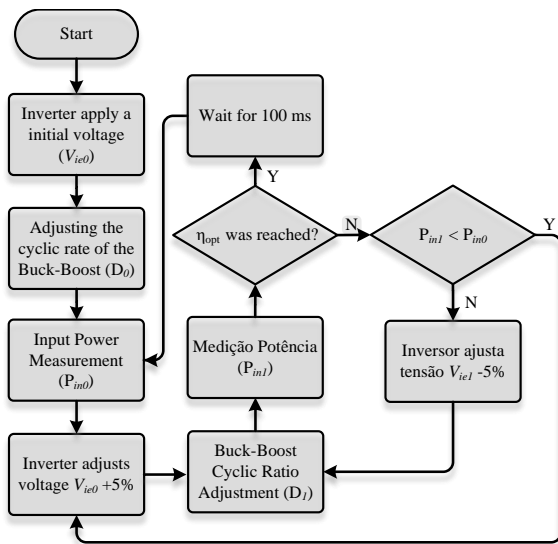 Start
Inverter apply a
initial voltage
(Vie0)
Adjusting the
cyclic rate of the
Buck-Boost (D0)
Input Power
Measurement
(Pin0)
Inverter adjusts
voltage Vie0 +5%
Buck-Boost
Cyclic Ratio
Adjustment (D1)
Medição Potência
(Pin1)
ηopt was reached?
Y
Wait for 100 ms
N
Pin1 < Pin0
Y
N
Inversor ajusta
tensão Vie1 -5%